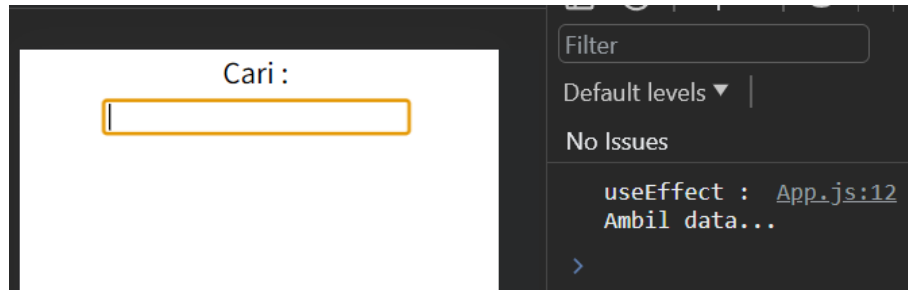 Cari :
Filter
Default levels ▼
No Issues
useEffect : App.js:12
Ambil data...
>